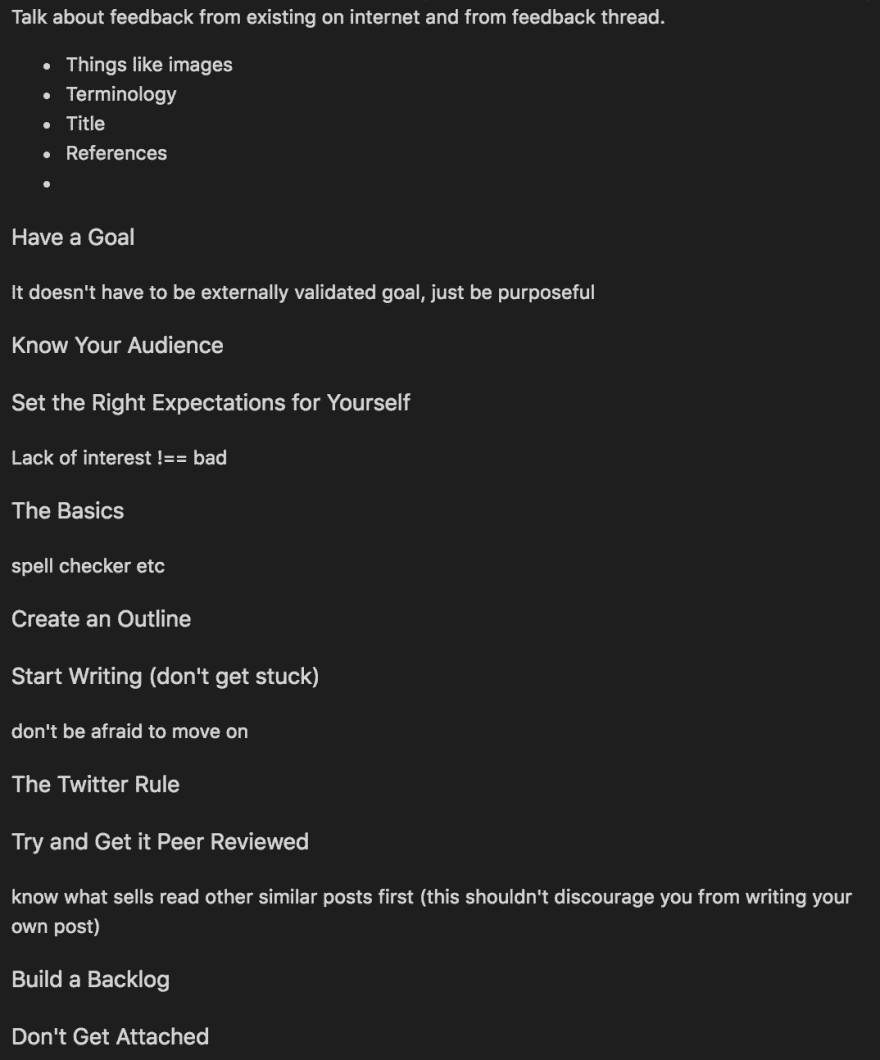 Talk about feedback from existing on internet and from feedback thread.
• Things like images
• Terminology
• Title
• References
•
Have a Goal
It doesn't have to be externally validated goal, just be purposeful
Know Your Audience
Set the Right Expectations for Yourself
Lack of interest !== bad
The Basics
spell checker etc
Create an Outline
Start Writing (don't get stuck)
don't be afraid to move on
The Twitter Rule
Try and Get it Peer Reviewed
know what sells read other similar posts first (this shouldn't discourage you from writing your
own post)
Build a Backlog
Don't Get Attached